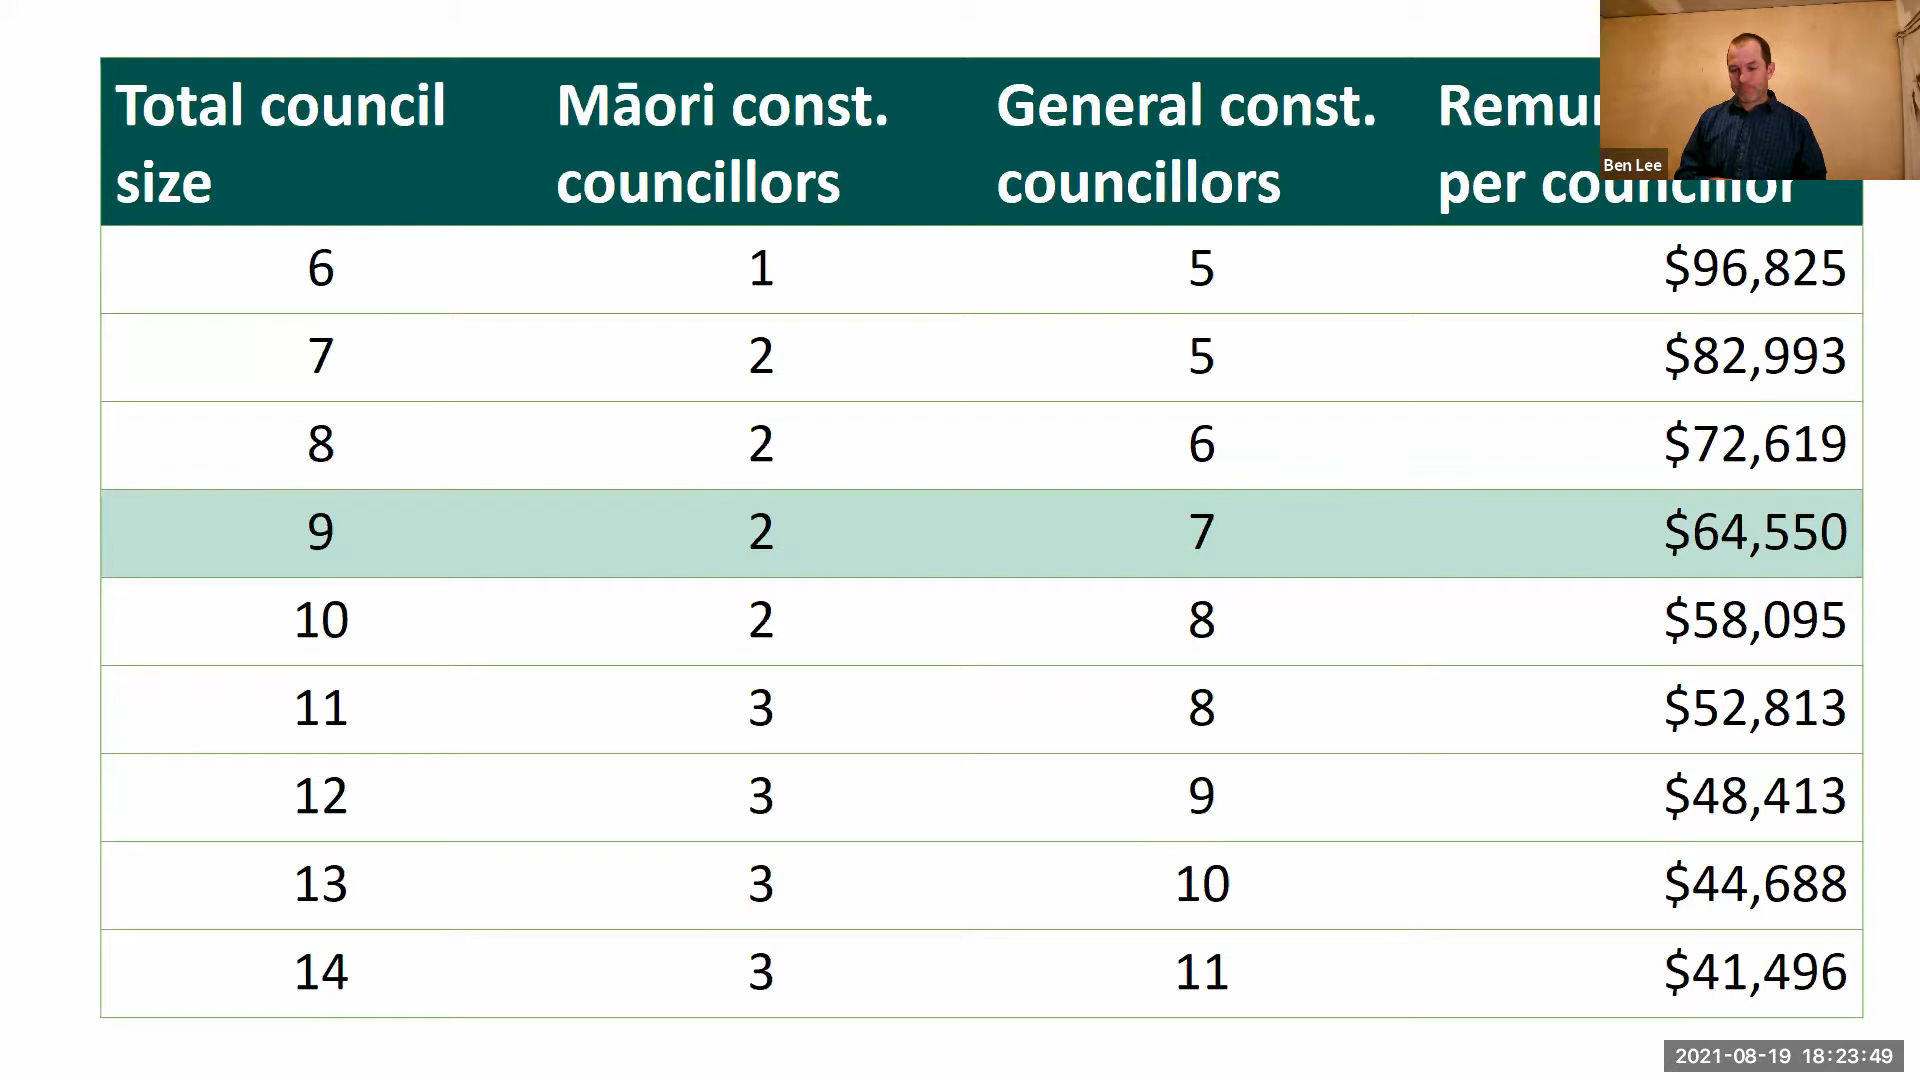 Total council size
Māori const. councillors
General const. councillors
per councillor
Ben Lee
6 1 5 $96,825
7 2 5 $82,993
8 2 6 $72,619
9 2 7 $64,550
10 2 8 $58,095
11 3 8 $52,813
12 3 9 $48,413
13 3 10 $44,688
14 3 11 $41,496
2021-08-19 18:23:49